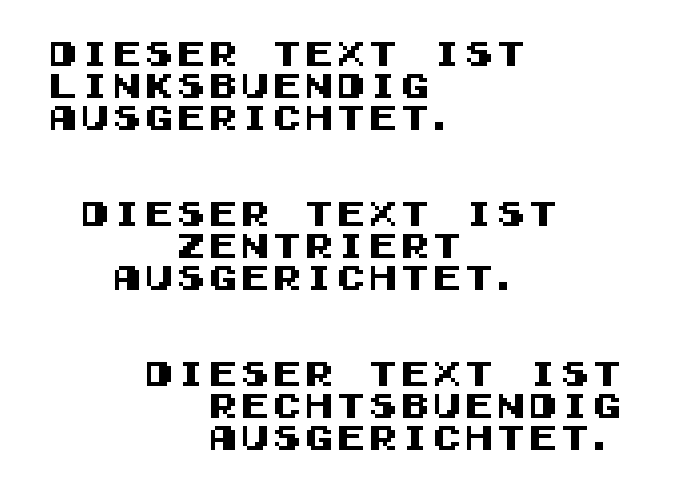 DIESER TEXT IST
LINKSBUENDIG
AUSGERICHTET.
DIESER TEXT IST
ZENTRIERT
AUSGERICHTET.
DIESER TEXT IST
RECHTSBUENDIG
AUSGERICHTET.